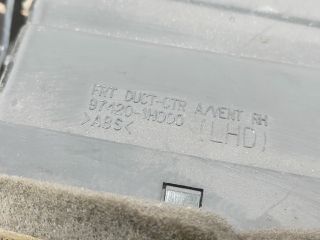 FRT DUCT-CTR A/VENT RH
97420-1H000 (LHD)
>ABS<